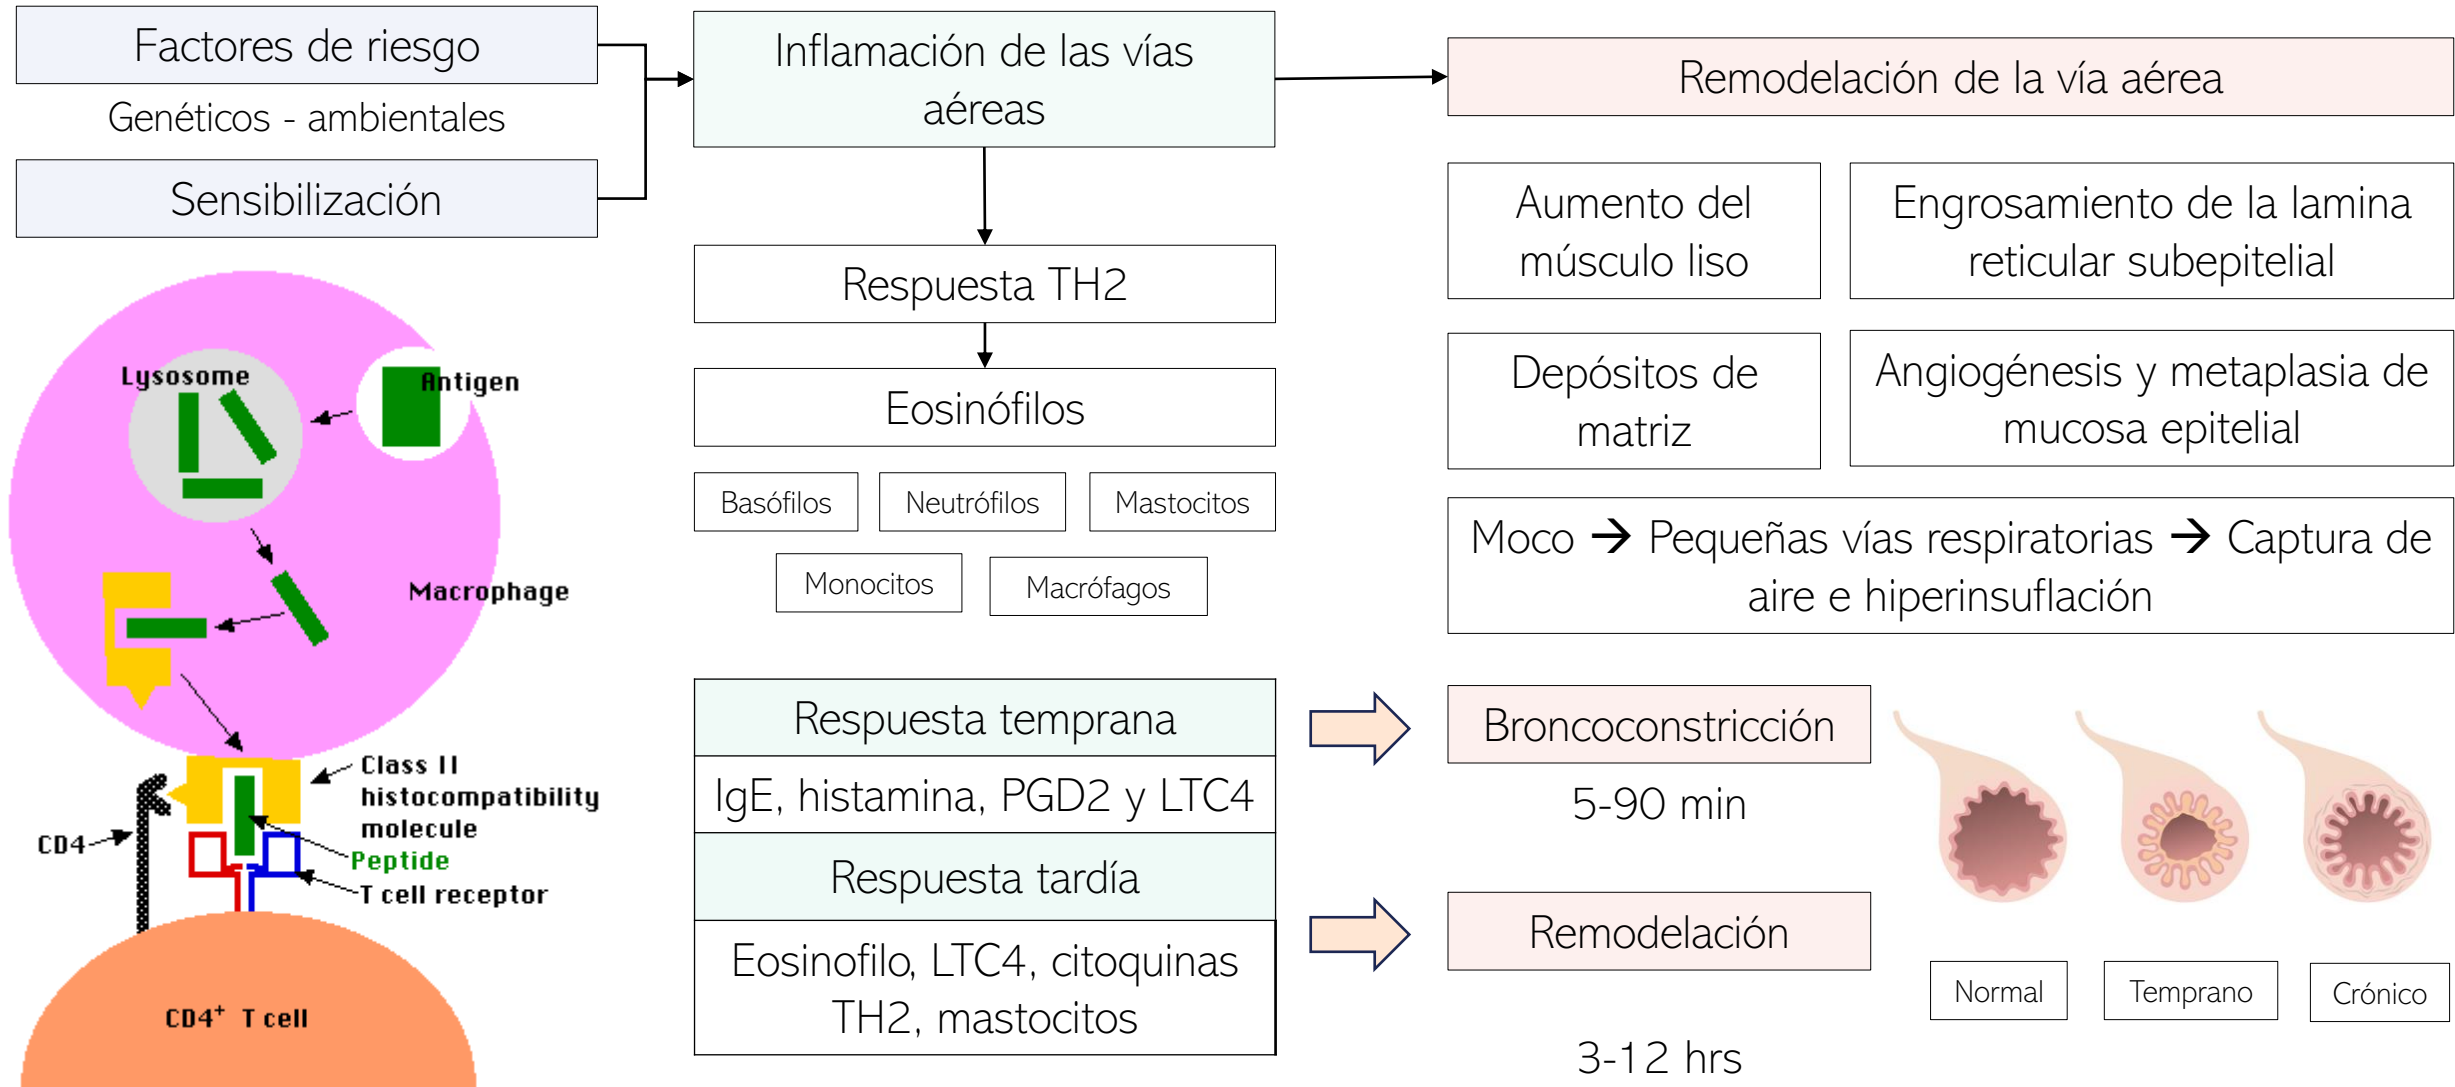 Factores de riesgo
Genéticos - ambientales
Sensibilización
Lysosome
Antigen
Macrophage
Class II
histocompatibility
molecule
CD4
Peptide
T cell receptor
CD4⁺ T cell
Inflamación de las vías
aéreas
Respuesta TH2
Eosinófilos
Basófilos
Neutrófilos
Mastocitos
Monocitos
Macrófagos
Respuesta temprana
IgE, histamina, PGD2 y LTC4
Respuesta tardía
Eosinofilo, LTC4, citoquinas
TH2, mastocitos
Remodelación de la vía aérea
Aumento del
músculo liso
Engrosamiento de la lamina
reticular subepitelial
Depósitos de
matriz
Angiogénesis y metaplasia de
mucosa epitelial
Moco → Pequeñas vías respiratorias → Captura de
aire e hiperinsuflación
Broncoconstricción
5-90 min
Remodelación
3-12 hrs
Normal
Temprano
Crónico